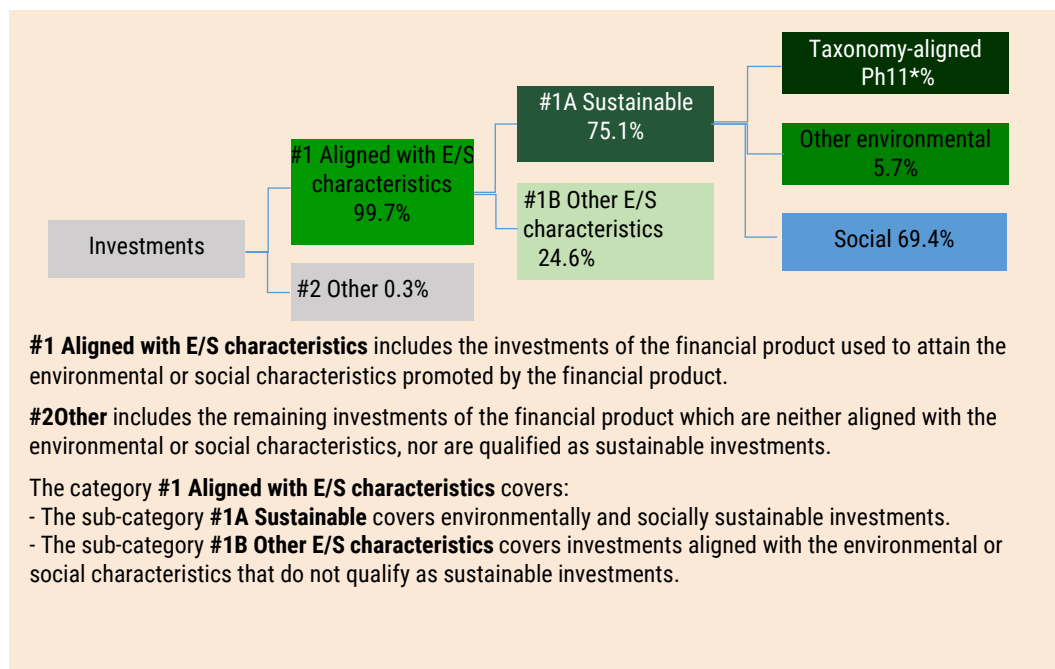 Taxonomy-aligned
Ph11*%
#1A Sustainable
75.1%
Other environmental
5.7%
#1 Aligned with E/S
characteristics
99.7%
#1B Other E/S
characteristics
24.6%
Investments
Social 69.4%
#2 Other 0.3%
#1 Aligned with E/S characteristics includes the investments of the financial product used to attain the
environmental or social characteristics promoted by the financial product.
#2Other includes the remaining investments of the financial product which are neither aligned with the
environmental or social characteristics, nor are qualified as sustainable investments.
The category #1 Aligned with E/S characteristics covers:
- The sub-category #1A Sustainable covers environmentally and socially sustainable investments.
- The sub-category #1B Other E/S characteristics covers investments aligned with the environmental or
social characteristics that do not qualify as sustainable investments.